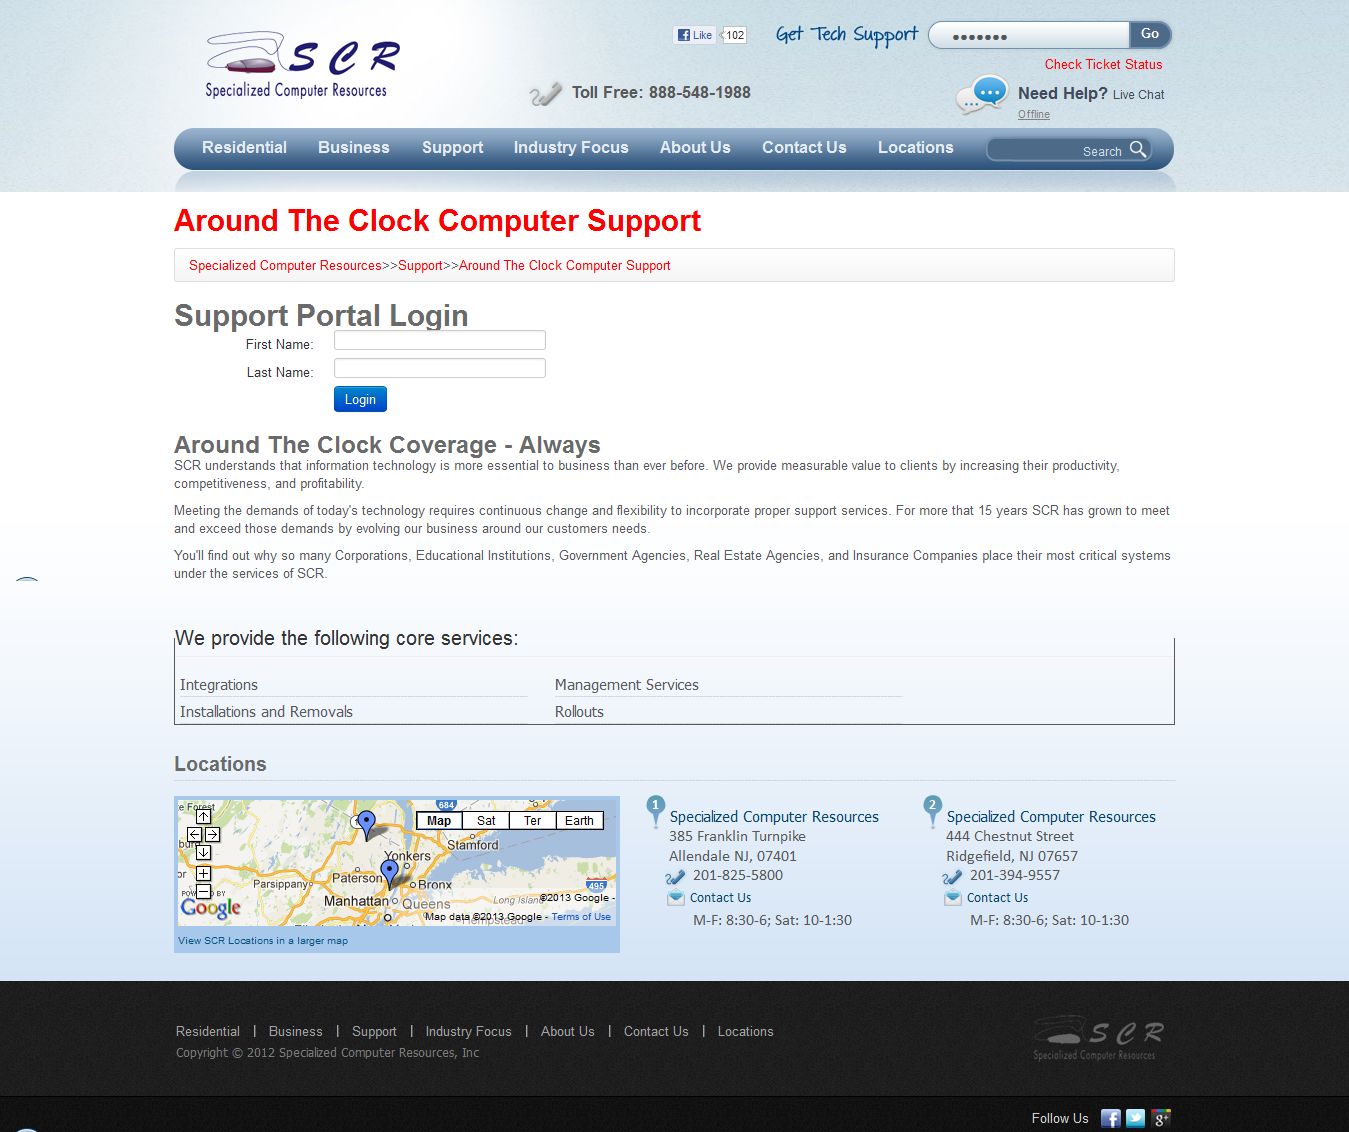 SCR
Specialized Computer Resources
Like 102
Get Tech Support
Go
Check Ticket Status
Toll Free: 888-548-1988
Need Help? Live Chat
Offline
Residential Business Support Industry Focus About Us Contact Us Locations Search
Around The Clock Computer Support
Specialized Computer Resources>>Support>>Around The Clock Computer Support
Support Portal Login
First Name:
Last Name:
Login
Around The Clock Coverage - Always
SCR understands that information technology is more essential to business than ever before. We provide measurable value to clients by increasing their productivity,
competitiveness, and profitability.
Meeting the demands of today's technology requires continuous change and flexibility to incorporate proper support services. For more that 15 years SCR has grown to meet
and exceed those demands by evolving our business around our customers needs.
You'll find out why so many Corporations, Educational Institutions, Government Agencies, Real Estate Agencies, and Insurance Companies place their most critical systems
under the services of SCR.
We provide the following core services:
Integrations Management Services
Installations and Removals Rollouts
Locations
e Forest
684
Map Sat Ter Earth
Stamford
Yonkers
Paterson
Parsippany
Bronx
495
Manhattan Queens
Long Island
©2013 Google -
POWERED BY
Google
Map data ©2013 Google - Terms of Use
Hempstead
View SCR Locations in a larger map
1
Specialized Computer Resources
385 Franklin Turnpike
Allendale NJ, 07401
201-825-5800
Contact Us
M-F: 8:30-6; Sat: 10-1:30
2
Specialized Computer Resources
444 Chestnut Street
Ridgefield, NJ 07657
201-394-9557
Contact Us
M-F: 8:30-6; Sat: 10-1:30
Residential | Business | Support | Industry Focus | About Us | Contact Us | Locations
Copyright © 2012 Specialized Computer Resources, Inc
SCR
Specialized Computer Resources
Follow Us